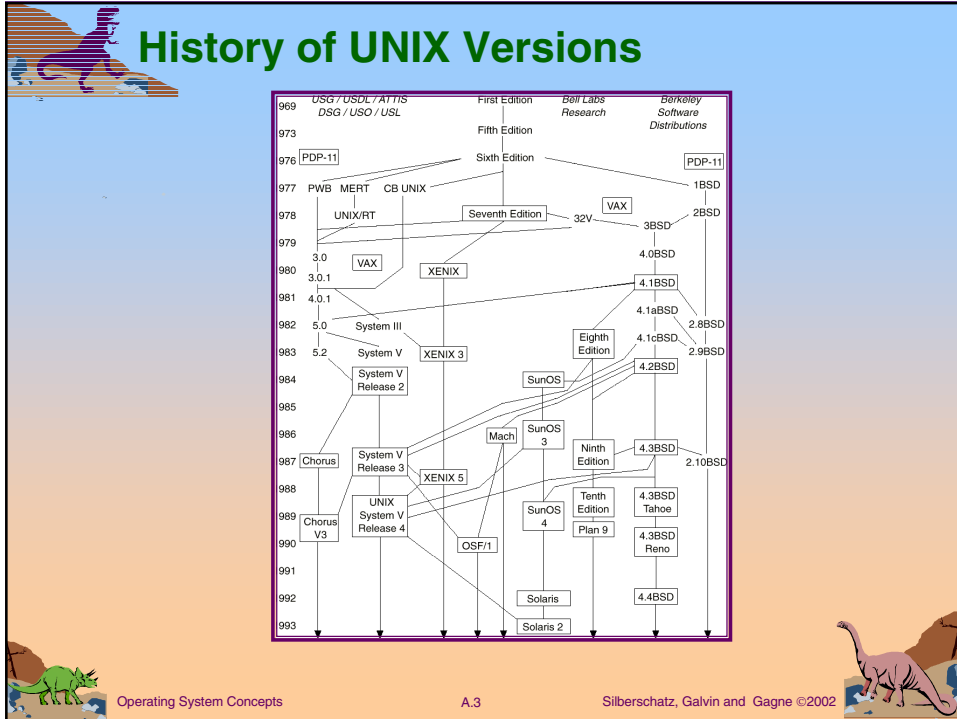 History of UNIX Versions
USG / USDL / ATTIS
DSG / USO / USL
First Edition
Bell Labs
Research
Berkeley
Software
Distributions
969
973
Fifth Edition
976
PDP-11
Sixth Edition
PDP-11
977
PWB
MERT
CB UNIX
1BSD
978
UNIX/RT
Seventh Edition
32V
VAX
3BSD
2BSD
979
3.0
VAX
4.0BSD
980
3.0.1
XENIX
4.1BSD
981
4.0.1
4.1aBSD
982
5.0
System III
2.8BSD
983
5.2
System V
XENIX 3
Eighth
Edition
4.1cBSD
2.9BSD
4.2BSD
984
System V
Release 2
SunOS
985
986
Mach
SunOS
3
987
Chorus
System V
Release 3
Ninth
Edition
4.3BSD
2.10BSD
XENIX 5
988
989
Chorus
V3
UNIX
System V
Release 4
SunOS
4
Tenth
Edition
4.3BSD
Tahoe
Plan 9
990
OSF/1
4.3BSD
Reno
991
992
Solaris
4.4BSD
993
Solaris 2
Operating System Concepts
A.3
Silberschatz, Galvin and Gagne ©2002